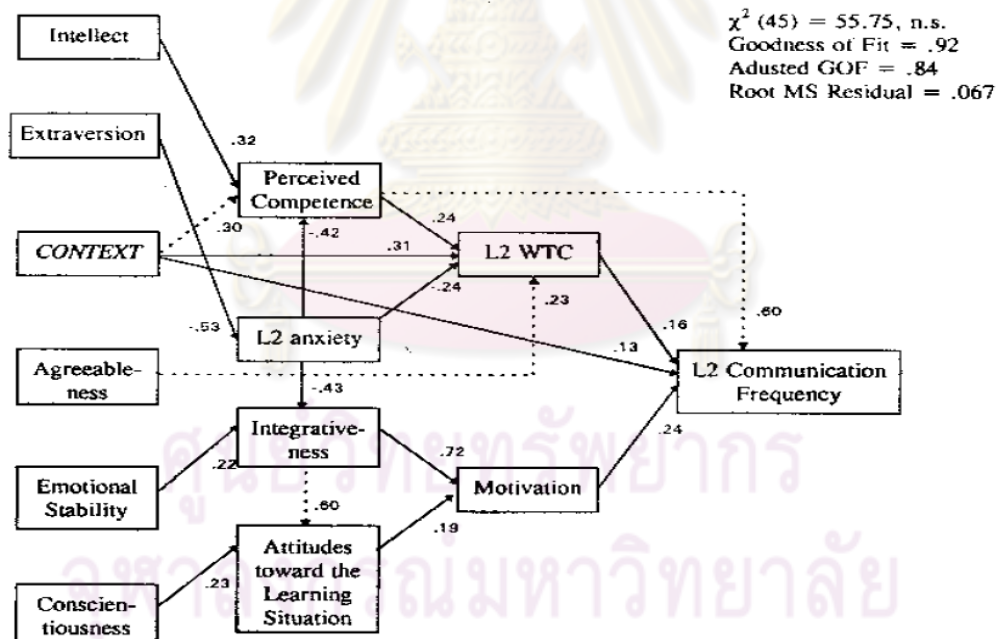 χ² (45) = 55.75, n.s.
Goodness of Fit = .92
Adusted GOF = .84
Root MS Residual = .067
Intellect
Extraversion
.32
Perceived
Competence
.30
-.42
.24
CONTEXT
.31
L2 WTC
-.24
.23
-.53
L2 anxiety
.16
.60
.13
Agreeable-
ness
-.43
L2 Communication
Frequency
Integrative-
ness
.24
.22
.72
Emotional
Stability
Motivation
.60
.19
Attitudes
toward the
Learning
Situation
.23
Conscien-
tiousness
ศูนย์วิทยทรัพยากร
จุฬาลงกรณ์มหาวิทยาลัย